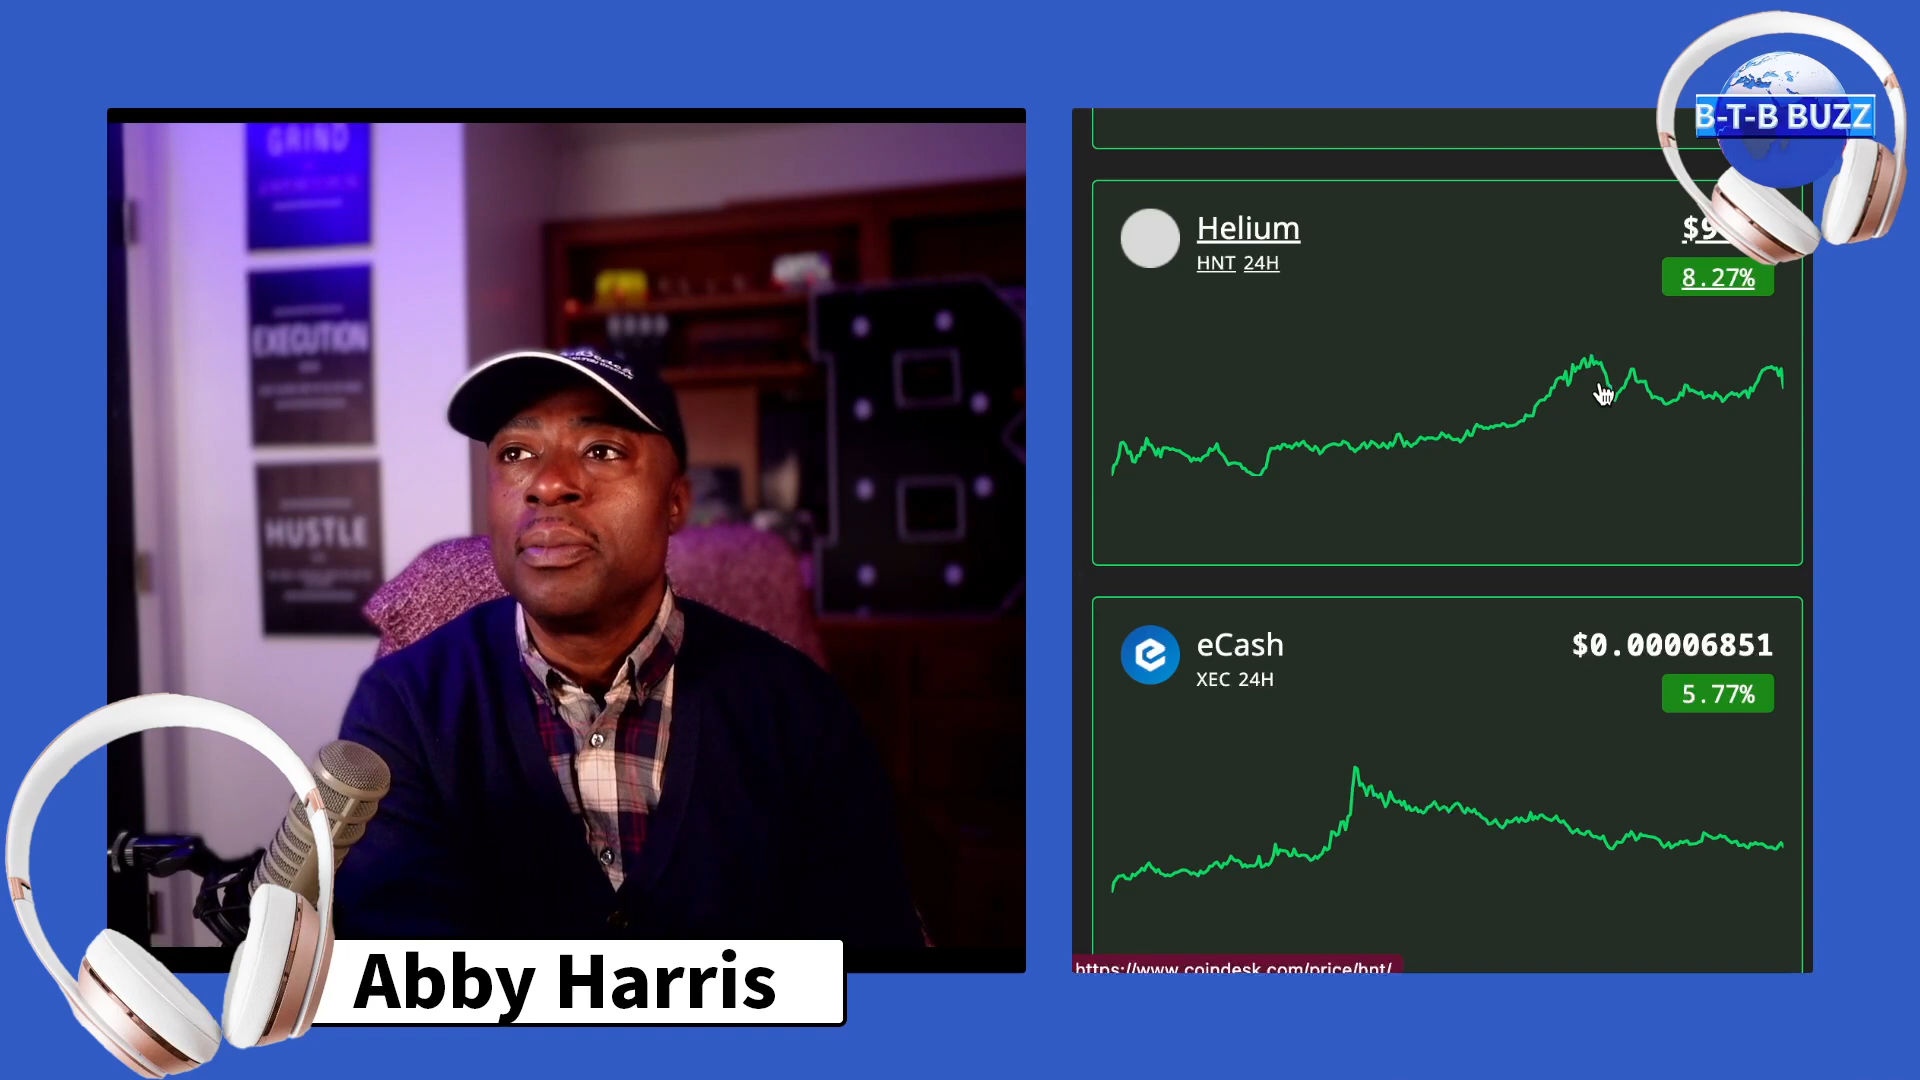 GRIND
EXECUTION
HUSTLE
B-T-B BUZZ
Helium
HNT 24H
$9
8.27%
eCash
XEC 24H
$0.00006851
5.77%
https://www.coindesk.com/price/hnt/
Abby Harris